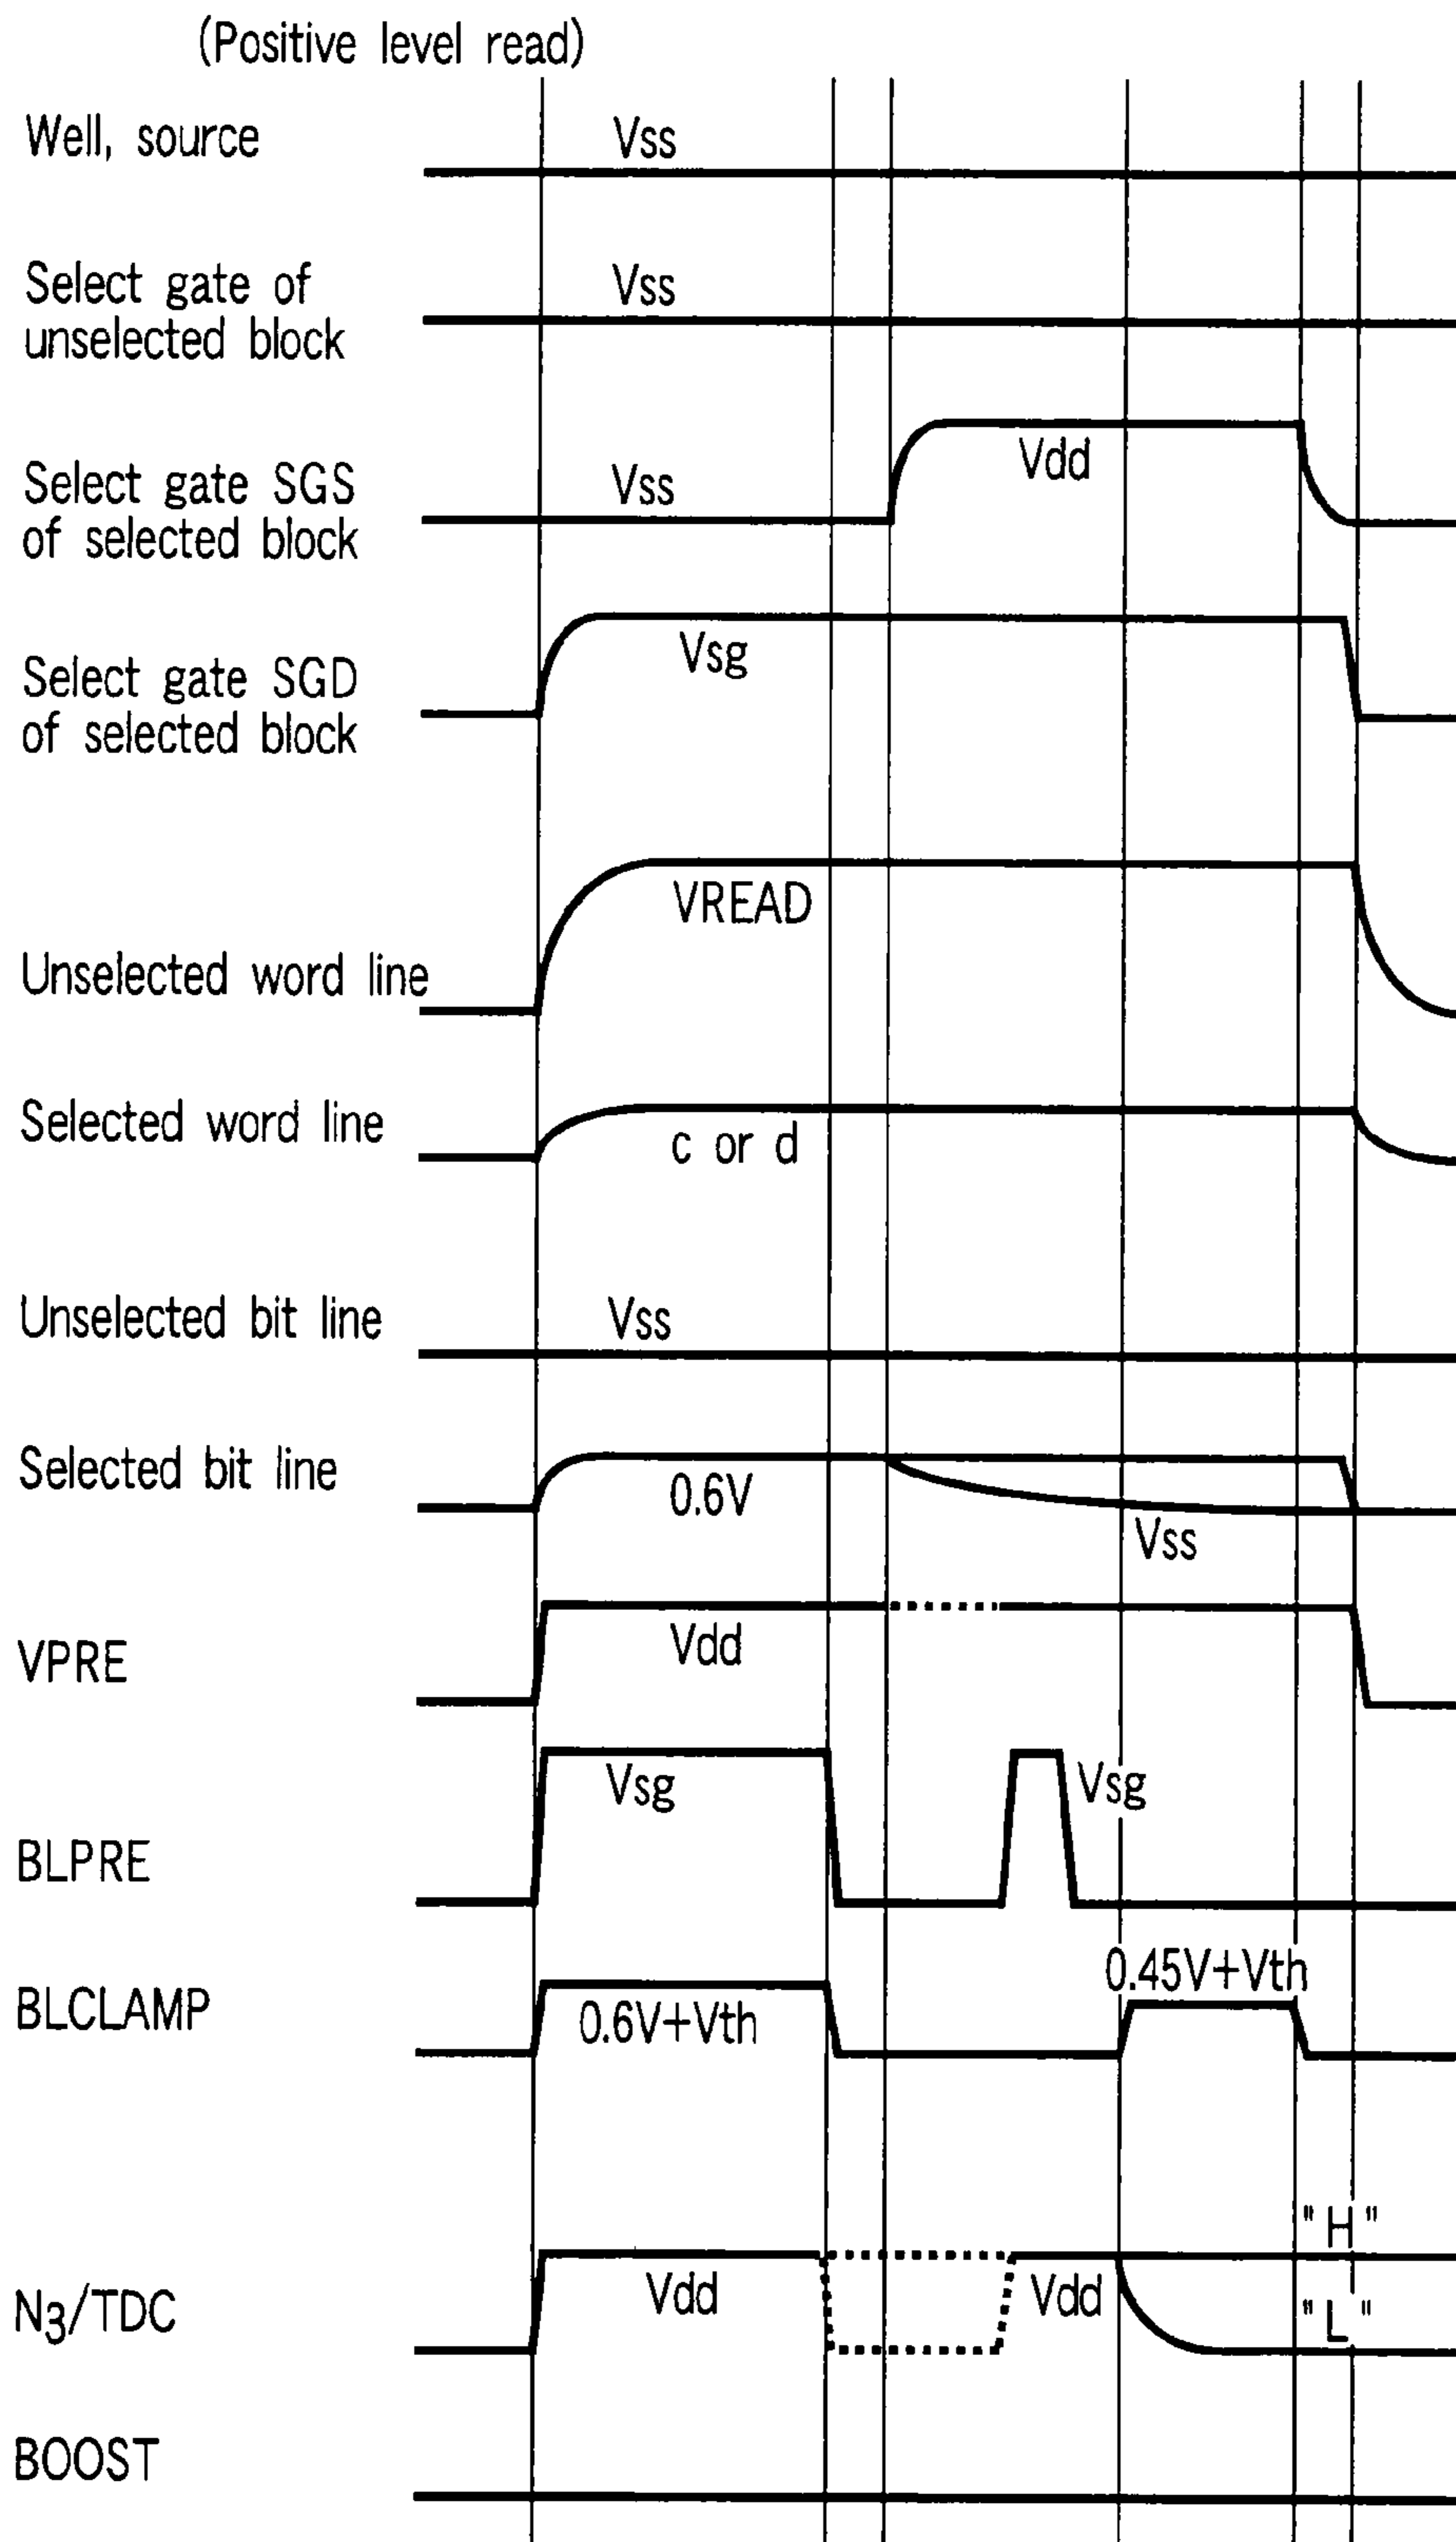 (Positive level read)
Well, source
Vss
Select gate of
unselected block
Vss
Select gate SGS
of selected block
Vss
Vdd
Select gate SGD
of selected block
Vsg
Unselected word line
VREAD
Selected word line
c or d
Unselected bit line
Vss
Selected bit line
0.6V
Vss
VPRE
Vdd
BLPRE
Vsg
Vsg
BLCLAMP
0.6V+Vth
0.45V+Vth
N3/TDC
Vdd
Vdd
"H"
"L"
BOOST